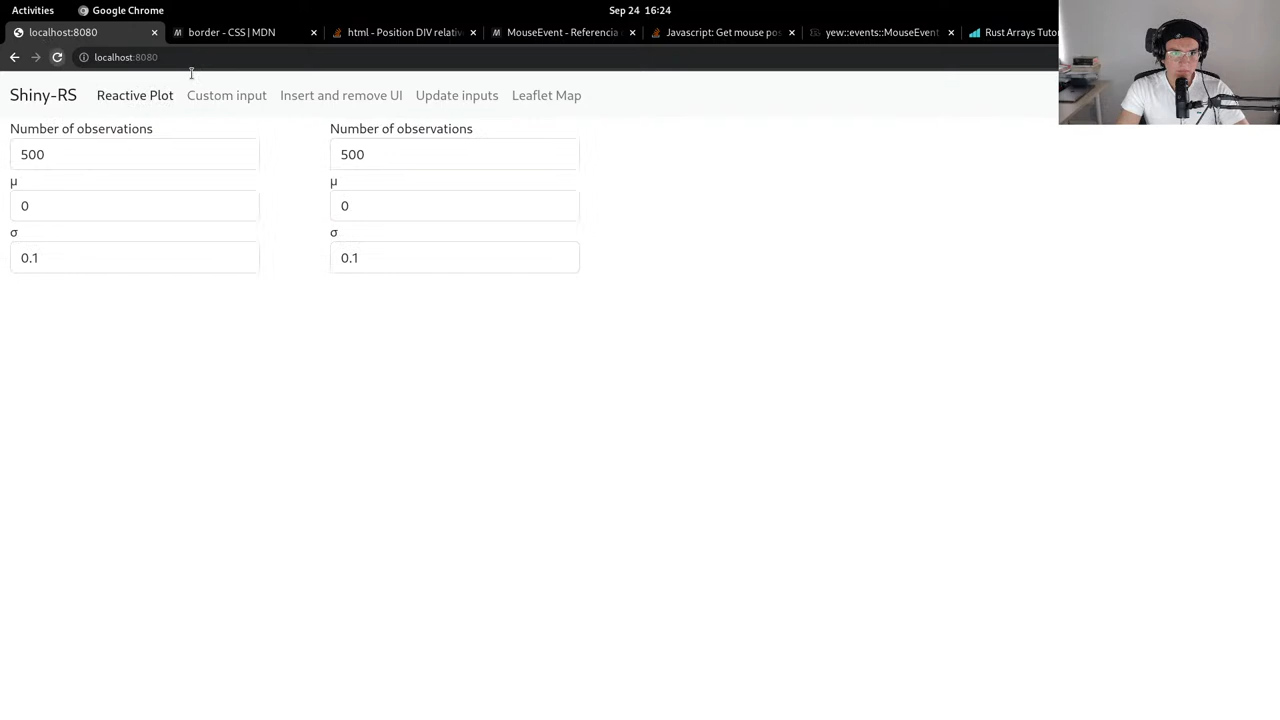 Activities
Google Chrome
Sep 24 16:24
localhost:8080
border - CSS | MDN
html - Position DIV relativ
MouseEvent - Referencia
Javascript: Get mouse pos
yew::events::MouseEvent
Rust Arrays Tuto
localhost:8080
Shiny-RS
Reactive Plot
Custom input
Insert and remove UI
Update inputs
Leaflet Map
Number of observations
500
μ
0
σ
0.1
Number of observations
500
μ
0
σ
0.1